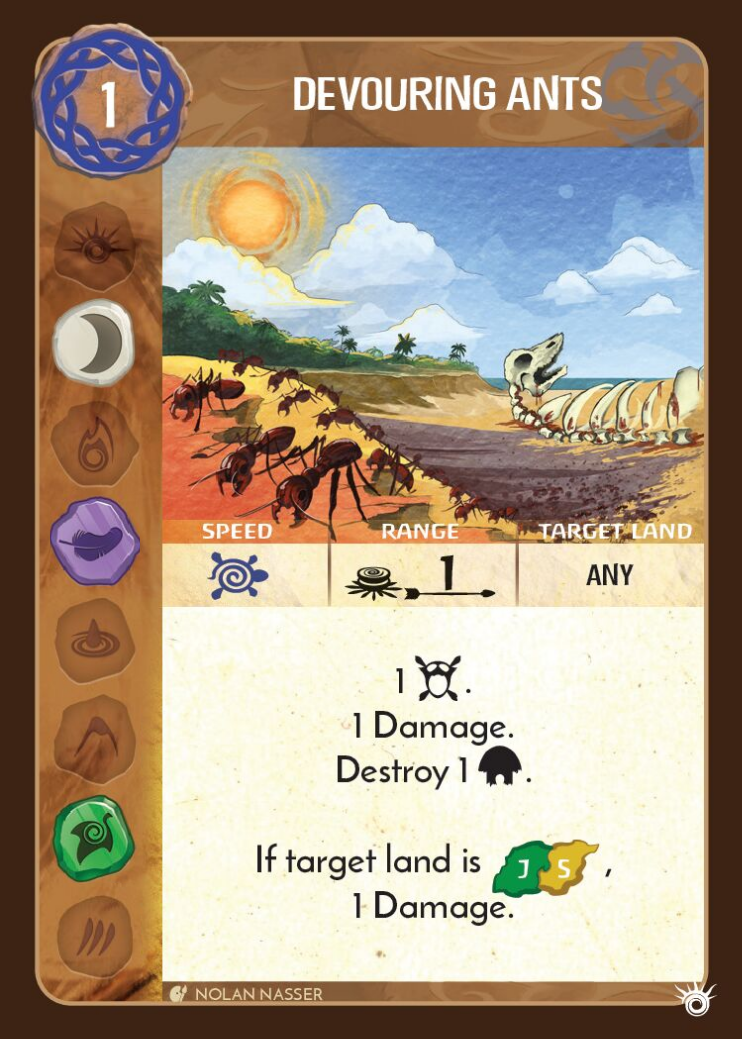 1
DEVOURING ANTS
SPEED RANGE TARGET LAND
1 ANY
1 .
1 Damage.
Destroy 1 .
If target land is J S ,
1 Damage.
NOLAN NASSER